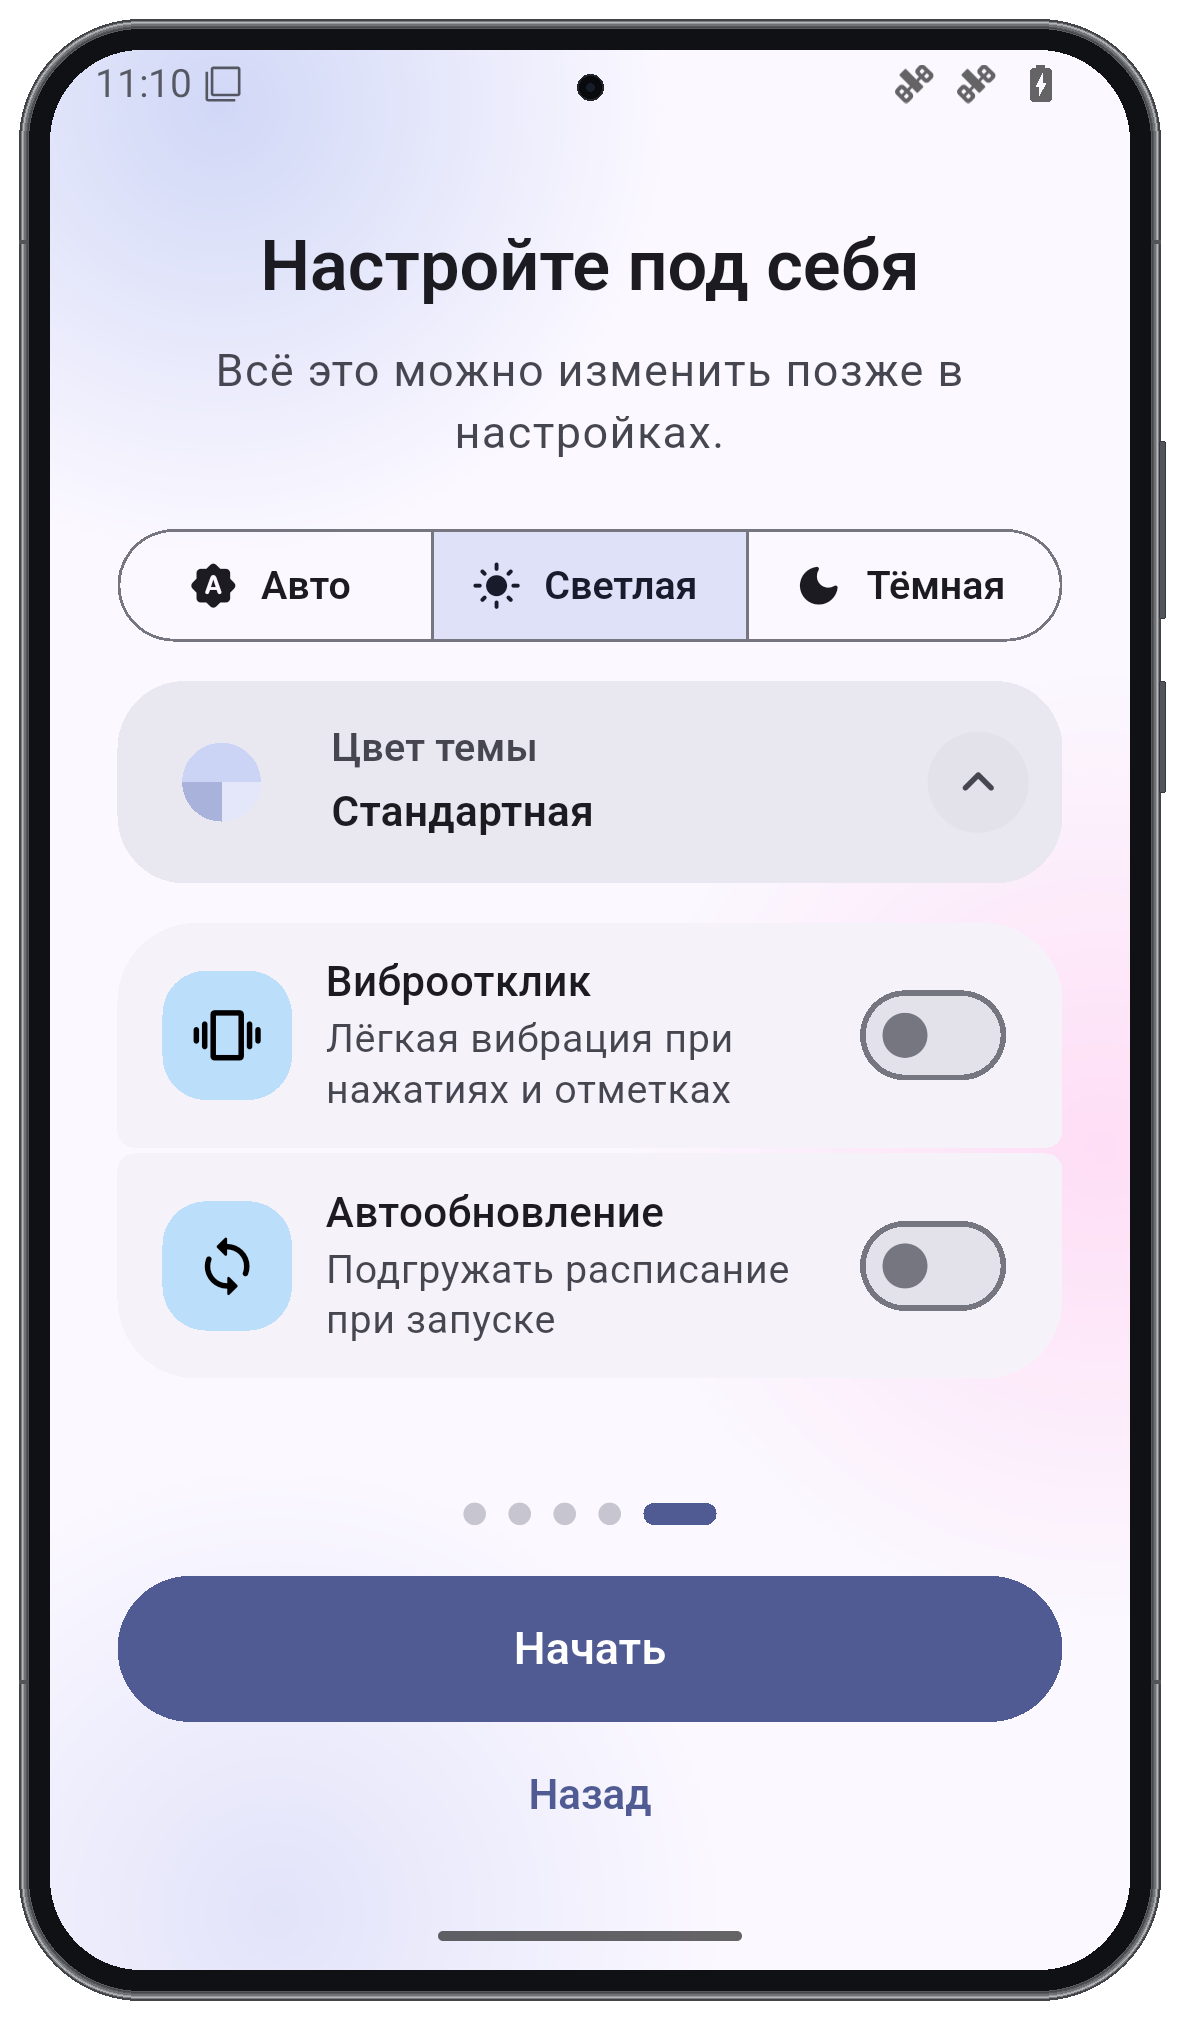 11:10
Настройте под себя
Всё это можно изменить позже в
настройках.
Авто
Светлая
Тёмная
Цвет темы
Стандартная
Виброотклик
Лёгкая вибрация при
нажатиях и отметках
Автообновление
Подгружать расписание
при запуске
Начать
Назад